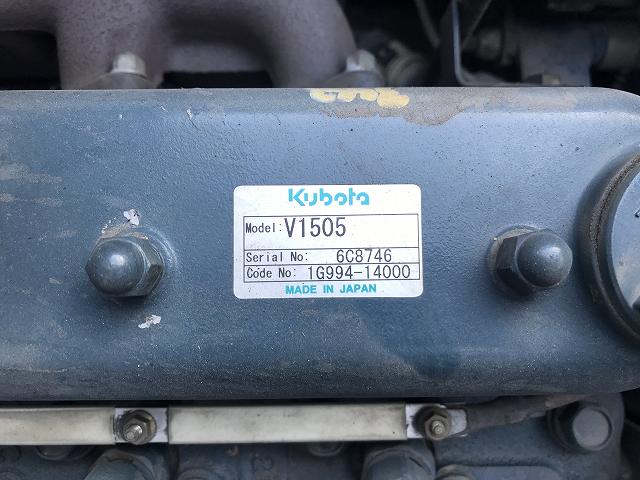 Kubota
Model: V1505
Serial No: 6C8746
Code No: 1G994-14000
MADE IN JAPAN